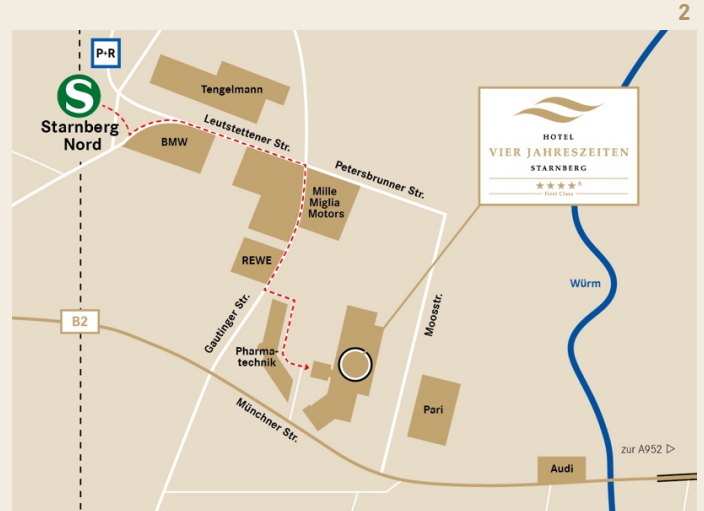 2
P+R
S
Starnberg
Nord
Tengelmann
Leutstettener Str.
BMW
Petersbrunner Str.
Mille
Miglia
Motors
REWE
HOTEL
VIER JAHRESZEITEN
STARNBERG
★★★★S
First Class
Würm
B2
Gautinger Str.
Moosstr.
Pharma-
technik
Münchner Str.
Pari
zur A952 ▷
Audi